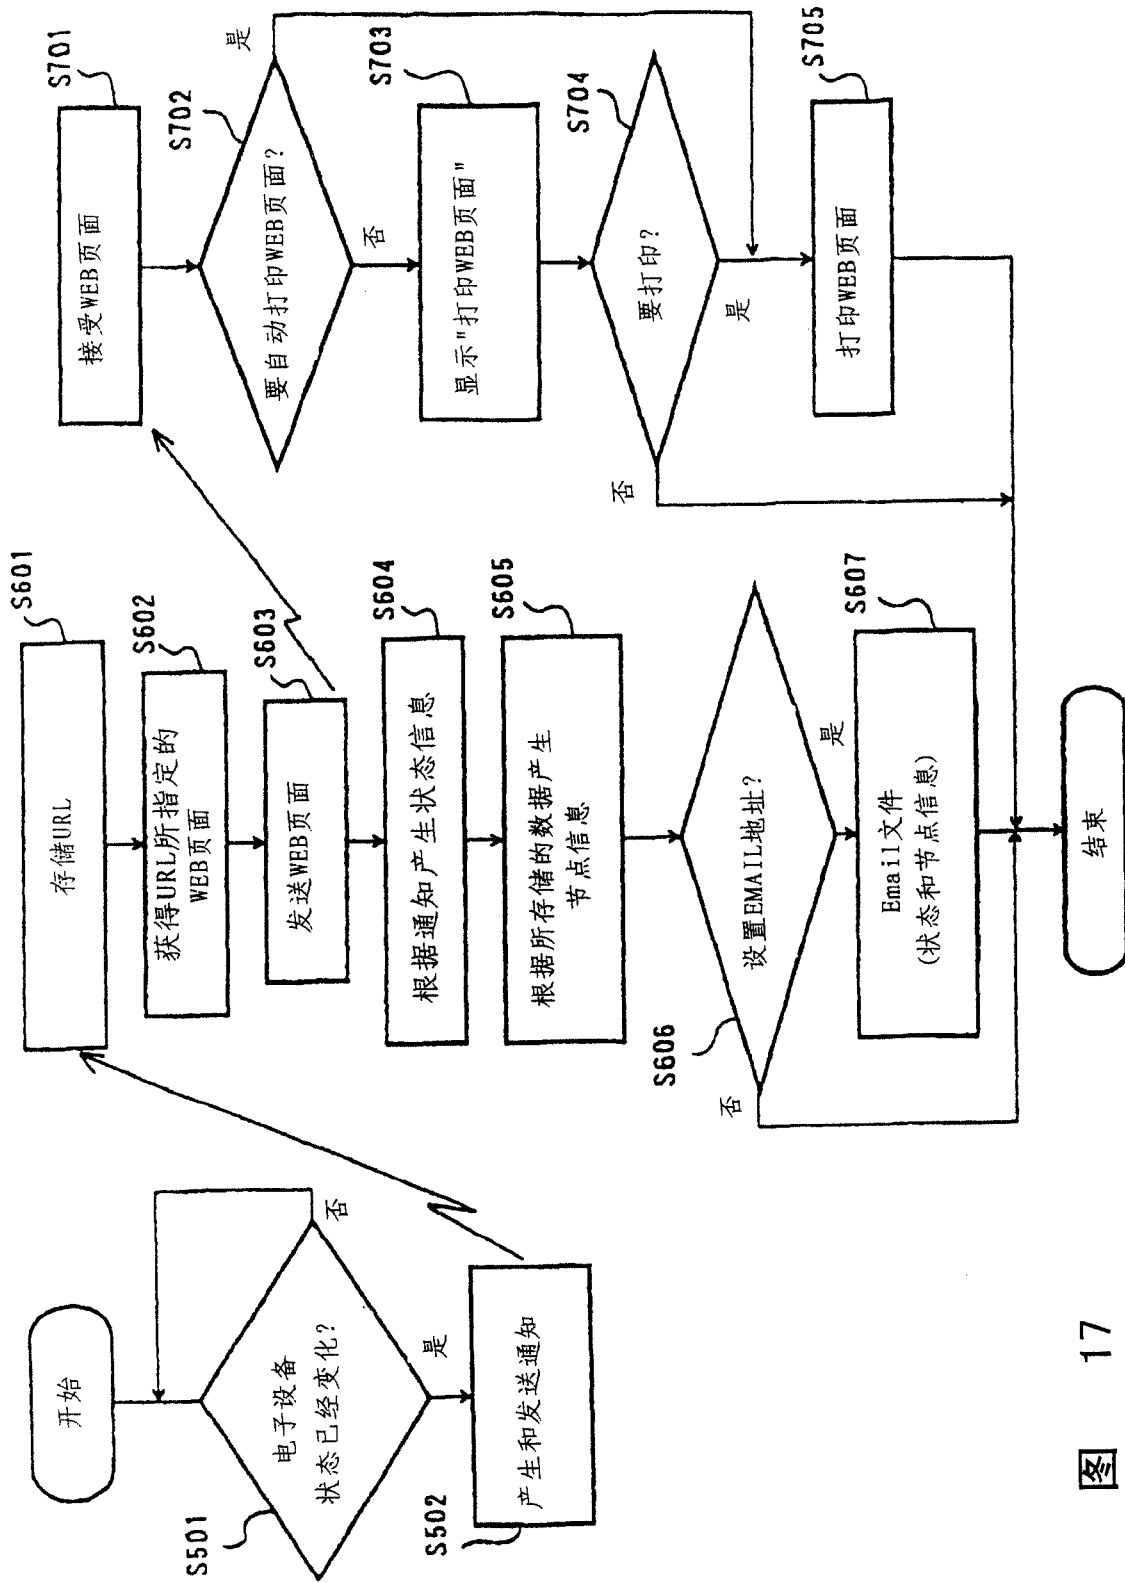 开始
电子设备
状态已经变化?
S501
否
是
产生和发送通知
S502
存储URL
S601
获得URL所指定的
WEB页面
S602
发送WEB页面
S603
根据通知产生状态信息
S604
根据所存储的数据产生
节点信息
S605
设置EMAIL地址?
S606
否
是
Email文件
(状态和节点信息)
S607
结束
接受WEB页面
S701
要自动打印WEB页面?
S702
是
否
显示"打印WEB页面"
S703
要打印?
S704
否
是
打印WEB页面
S705
图 17